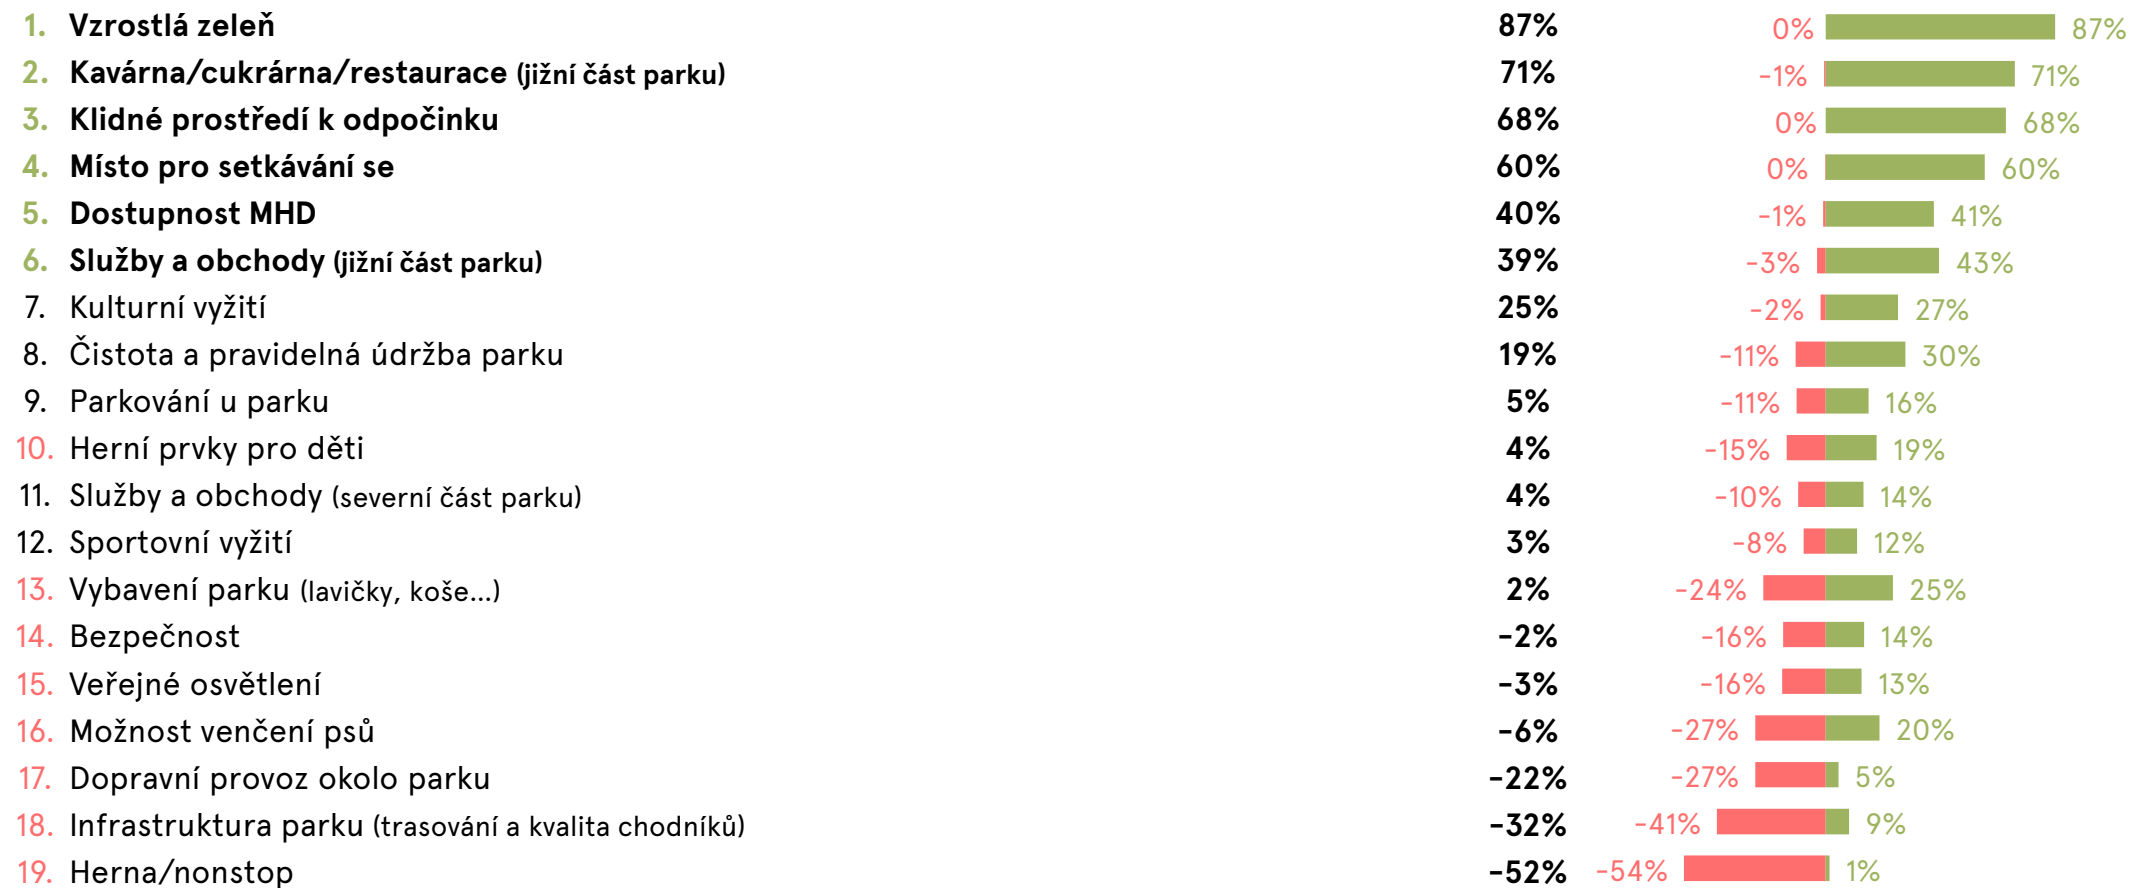 1. Vzrostlá zeleň 87% 0% 87%
2. Kavárna/cukrárna/restaurace (jižní část parku) 71% -1% 71%
3. Klidné prostředí k odpočinku 68% 0% 68%
4. Místo pro setkávání se 60% 0% 60%
5. Dostupnost MHD 40% -1% 41%
6. Služby a obchody (jižní část parku) 39% -3% 43%
7. Kulturní vyžití 25% -2% 27%
8. Čistota a pravidelná údržba parku 19% -11% 30%
9. Parkování u parku 5% -11% 16%
10. Herní prvky pro děti 4% -15% 19%
11. Služby a obchody (severní část parku) 4% -10% 14%
12. Sportovní vyžití 3% -8% 12%
13. Vybavení parku (lavičky, koše...) 2% -24% 25%
14. Bezpečnost -2% -16% 14%
15. Veřejné osvětlení -3% -16% 13%
16. Možnost venčení psů -6% -27% 20%
17. Dopravní provoz okolo parku -22% -27% 5%
18. Infrastruktura parku (trasování a kvalita chodníků) -32% -41% 9%
19. Herna/nonstop -52% -54% 1%